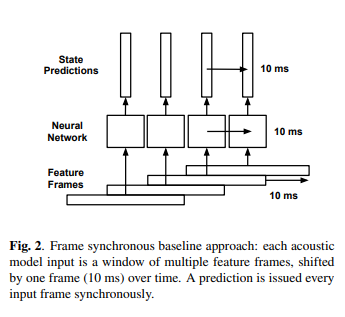 State
Predictions
10 ms
Neural
Network
10 ms
Feature
Frames
10 ms
Fig. 2. Frame synchronous baseline approach: each acoustic
model input is a window of multiple feature frames, shifted
by one frame (10 ms) over time. A prediction is issued every
input frame synchronously.